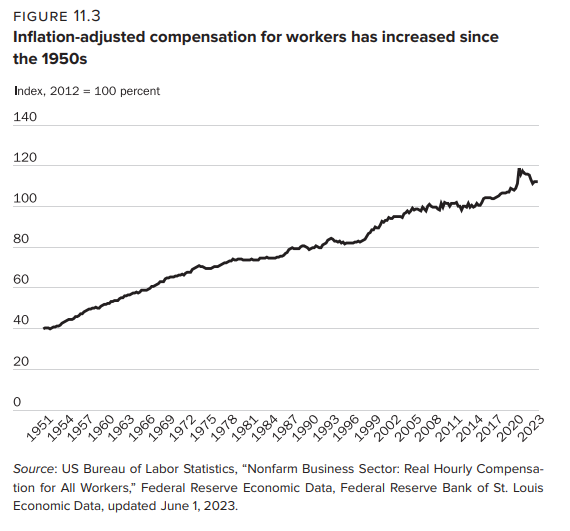 FIGURE 11.3
Inflation-adjusted compensation for workers has increased since
the 1950s
Index, 2012 = 100 percent
140
120
100
80
60
40
20
0
1951 1954 1957 1960 1963 1966 1969 1972 1975 1978 1981 1984 1987 1990 1993 1996 1999 2002 2005 2008 2011 2014 2017 2020 2023
Source: US Bureau of Labor Statistics, “Nonfarm Business Sector: Real Hourly Compensa-
tion for All Workers,” Federal Reserve Economic Data, Federal Reserve Bank of St. Louis
Economic Data, updated June 1, 2023.